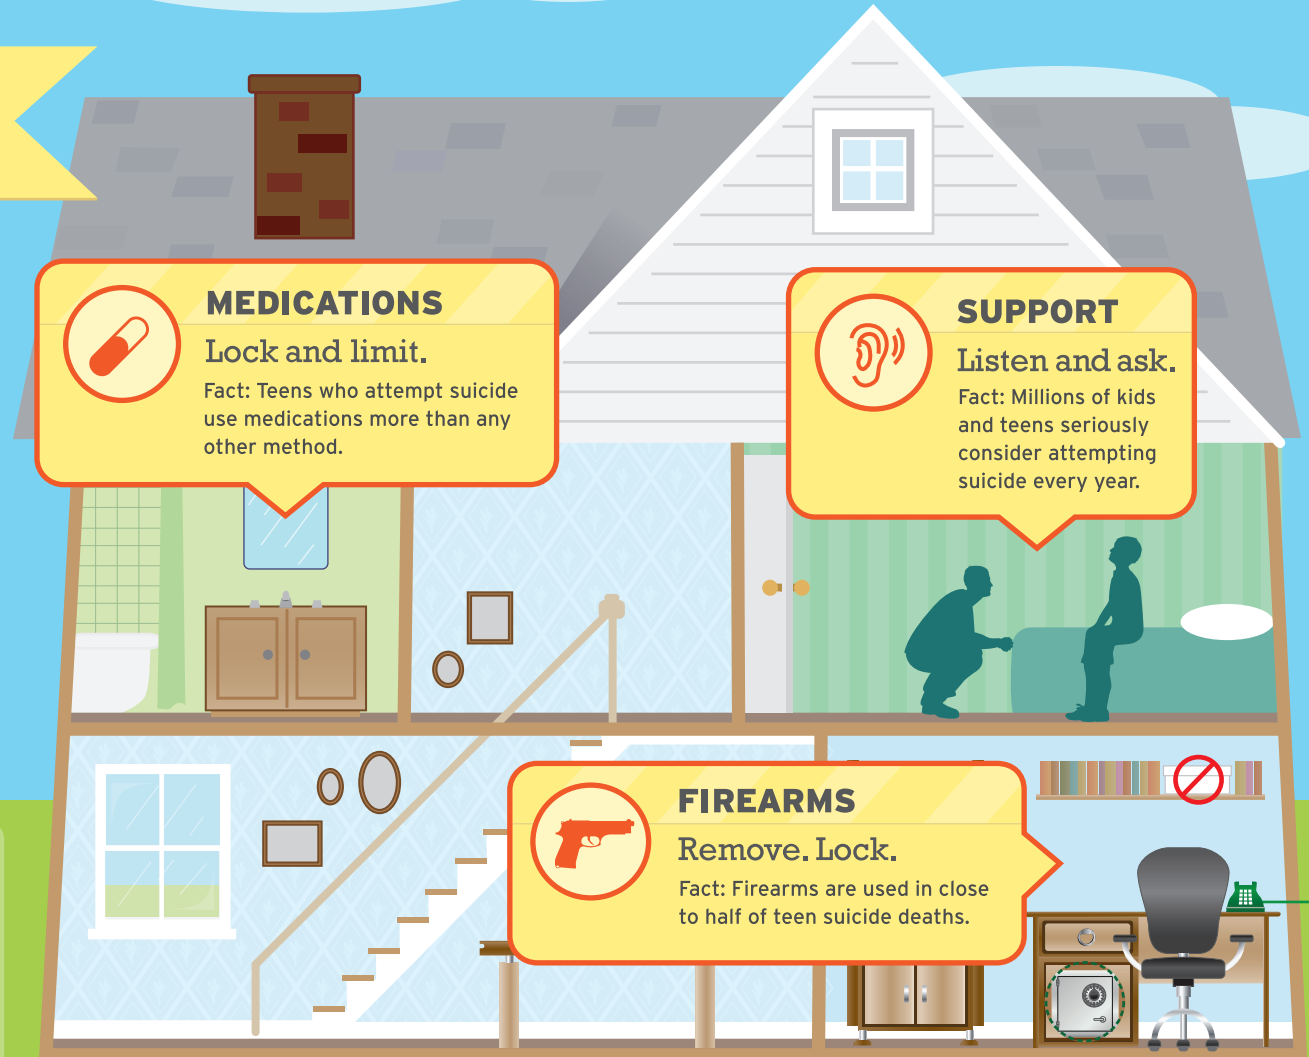 MEDICATIONS
Lock and limit.
Fact: Teens who attempt suicide
use medications more than any
other method.
SUPPORT
Listen and ask.
Fact: Millions of kids
and teens seriously
consider attempting
suicide every year.
FIREARMS
Remove. Lock.
Fact: Firearms are used in close
to half of teen suicide deaths.